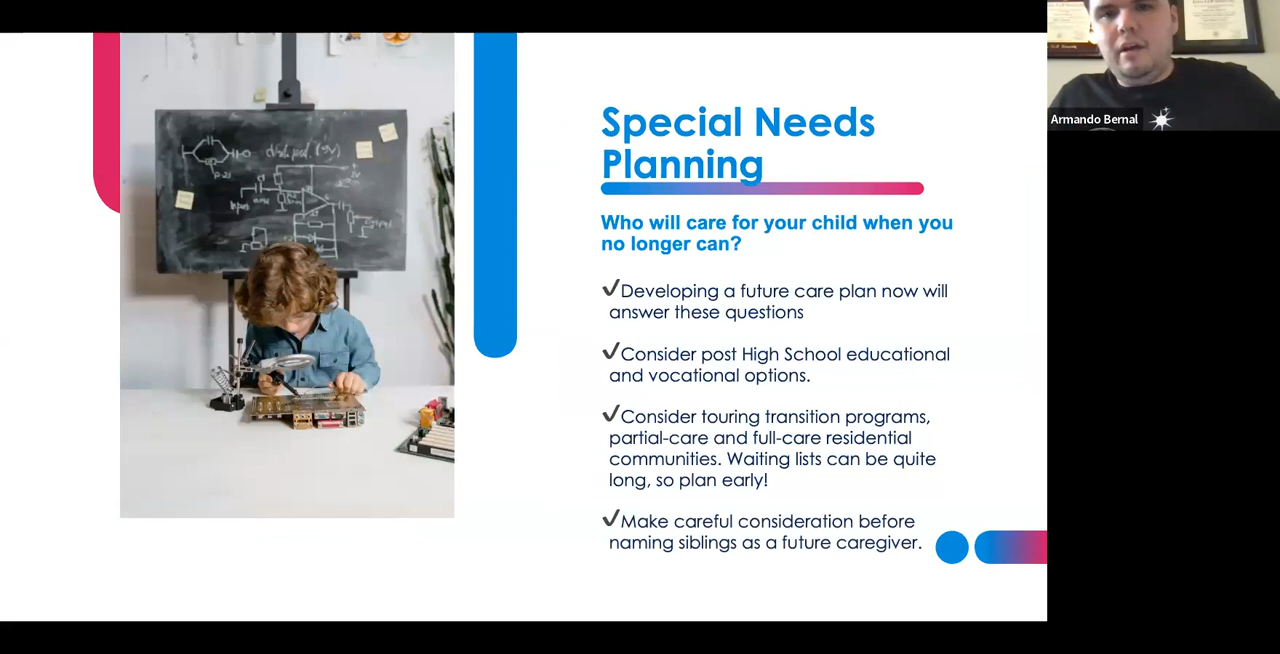 Special Needs
Planning
Who will care for your child when you
no longer can?
✓Developing a future care plan now will
answer these questions
✓Consider post High School educational
and vocational options.
✓Consider touring transition programs,
partial-care and full-care residential
communities. Waiting lists can be quite
long, so plan early!
✓Make careful consideration before
naming siblings as a future caregiver.
Armando Bernal